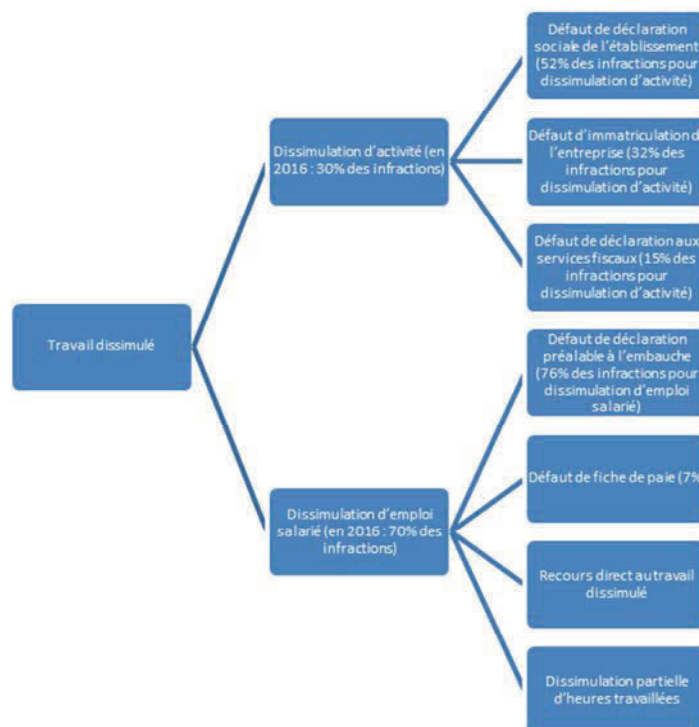 Travail dissimulé
Dissimulation d'activité (en
2016 : 30% des infractions)
Défaut de déclaration
sociale de l'établissement
(52% des infractions pour
dissimulation d'activité)
Défaut d'immatriculation d
l'entreprise (32% des
infractions pour
dissimulation d'activité)
Défaut de déclaration aux
services fiscaux (15% des
infractions pour
dissimulation d'activité)
Dissimulation d'emploi
salarié (en 2016 : 70% des
infractions)
Défaut de déclaration
préalable à l'embauche
(76% des infractions pour
dissimulation d'emploi
salarié)
Défaut de fiche de paie (7%
Recours direct au travail
dissimulé
Dissimulation partielle
d'heures travaillées